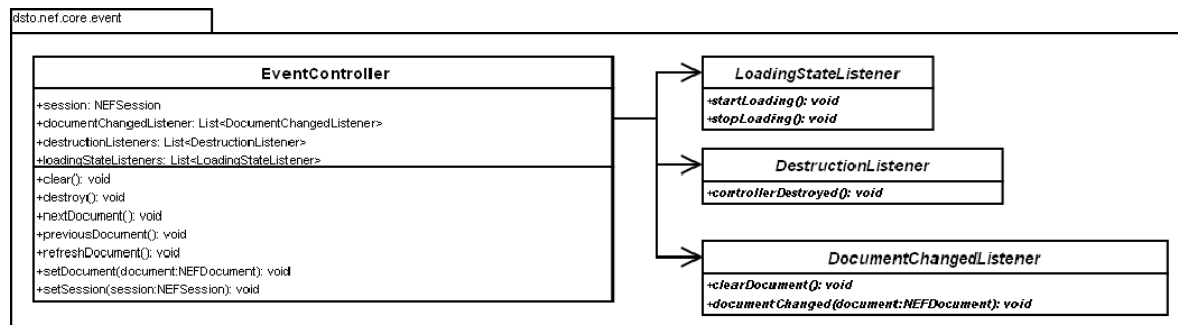 dsto.nef.core.event
EventController
+session: NEFSession
+documentChangedListener: List<DocumentChangedListener>
+destructionListeners: List<DestructionListener>
+loadingStateListeners: List<LoadingStateListener>
+clear(): void
+destroy(): void
+nextDocument(): void
+previousDocument(): void
+refreshDocument(): void
+setDocument(document:NEFDocument): void
+setSession(session:NEFSession): void
LoadingStateListener
+startLoading(): void
+stopLoading(): void
DestructionListener
+controllerDestroyed(): void
DocumentChangedListener
+clearDocument(): void
+documentChanged(document:NEFDocument): void